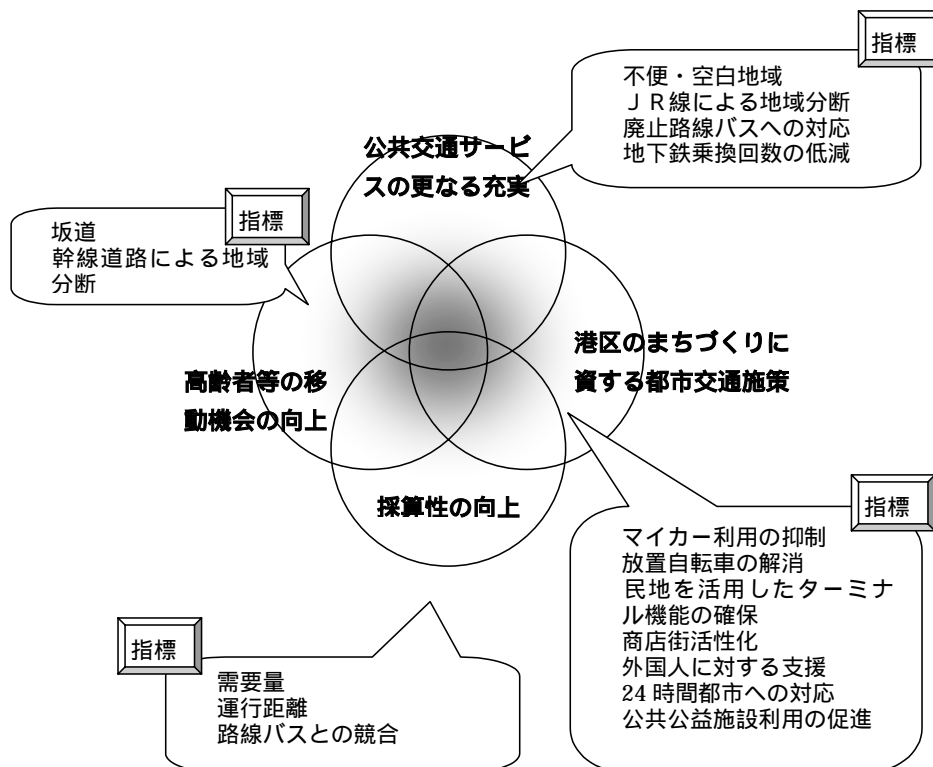 指標
不便・空白地域
ＪＲ線による地域分断
廃止路線バスへの対応
地下鉄乗換回数の低減
公共交通サービ
スの更なる充実
指標
坂道
幹線道路による地域
分断
港区のまちづくりに
資する都市交通施策
高齢者等の移
動機会の向上
採算性の向上
指標
マイカー利用の抑制
放置自転車の解消
民地を活用したターミナ
ル機能の確保
商店街活性化
外国人に対する支援
24 時間都市への対応
公共公益施設利用の促進
指標
需要量
運行距離
路線バスとの競合